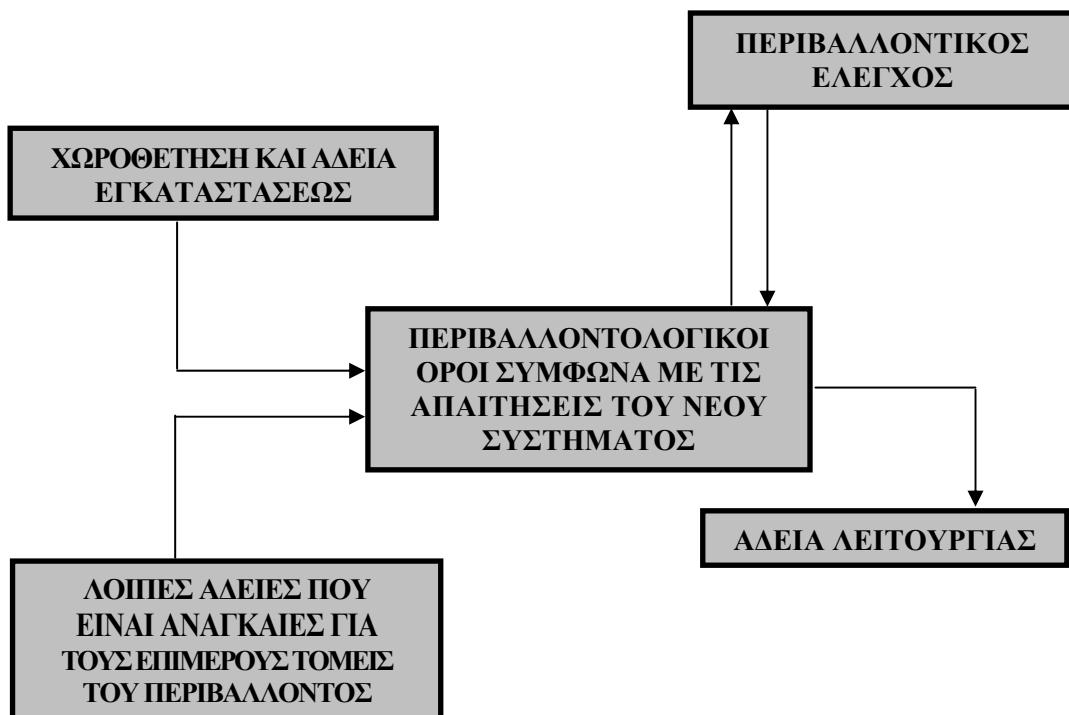 ΠΕΡΙΒΑΛΛΟΝΤΙΚΟΣ
ΕΛΕΓΧΟΣ
ΧΩΡΟΘΕΤΗΣΗ ΚΑΙ ΑΔΕΙΑ
ΕΓΚΑΤΑΣΤΑΣΕΩΣ
ΠΕΡΙΒΑΛΛΟΝΤΟΛΟΓΙΚΟΙ
ΟΡΟΙ ΣΥΜΦΩΝΑ ΜΕ ΤΙΣ
ΑΠΑΙΤΗΣΕΙΣ ΤΟΥ ΝΕΟΥ
ΣΥΣΤΗΜΑΤΟΣ
ΑΔΕΙΑ ΛΕΙΤΟΥΡΓΙΑΣ
ΛΟΙΠΕΣ ΑΔΕΙΕΣ ΠΟΥ
ΕΙΝΑΙ ΑΝΑΓΚΑΙΕΣ ΓΙΑ
ΤΟΥΣ ΕΠΙΜΕΡΟΥΣ ΤΟΜΕΙΣ
ΤΟΥ ΠΕΡΙΒΑΛΛΟΝΤΟΣ